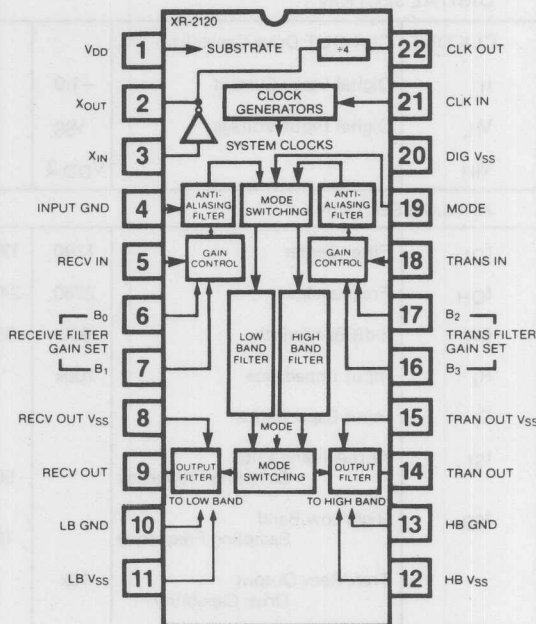 XR-2120
VDD 1 SUBSTRATE ÷4 22 CLK OUT
XOUT 2 CLOCK GENERATORS 21 CLK IN
XIN 3 SYSTEM CLOCKS 20 DIG VSS
INPUT GND 4 ANTI-ALIASING FILTER MODE SWITCHING ANTI-ALIASING FILTER 19 MODE
RECV IN 5 GAIN CONTROL GAIN CONTROL 18 TRANS IN
B0 6 17 B2
RECEIVE FILTER GAIN SET LOW BAND FILTER HIGH BAND FILTER TRANS FILTER GAIN SET
B1 7 16 B3
RECV OUT VSS 8 MODE 15 TRAN OUT VSS
RECV OUT 9 OUTPUT FILTER MODE SWITCHING OUTPUT FILTER 14 TRAN OUT
TO LOW BAND TO HIGH BAND
LB GND 10 13 HB GND
LB VSS 11 12 HB VSS